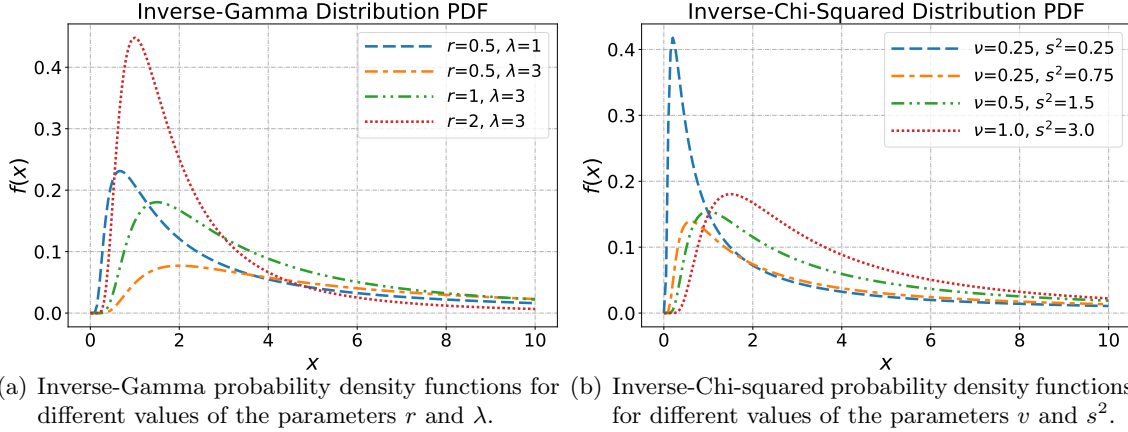 Inverse-Gamma Distribution PDF
f(x)
0.4
0.3
0.2
0.1
0.0
r=0.5, λ=1
r=0.5, λ=3
r=1, λ=3
r=2, λ=3
0 2 4 6 8 10
x
Inverse-Chi-Squared Distribution PDF
f(x)
0.4
0.3
0.2
0.1
0.0
ν=0.25, s²=0.25
ν=0.25, s²=0.75
ν=0.5, s²=1.5
ν=1.0, s²=3.0
0 2 4 6 8 10
x
a) Inverse-Gamma probability density functions for
different values of the parameters r and λ.
(b) Inverse-Chi-squared probability density functions
for different values of the parameters v and s².